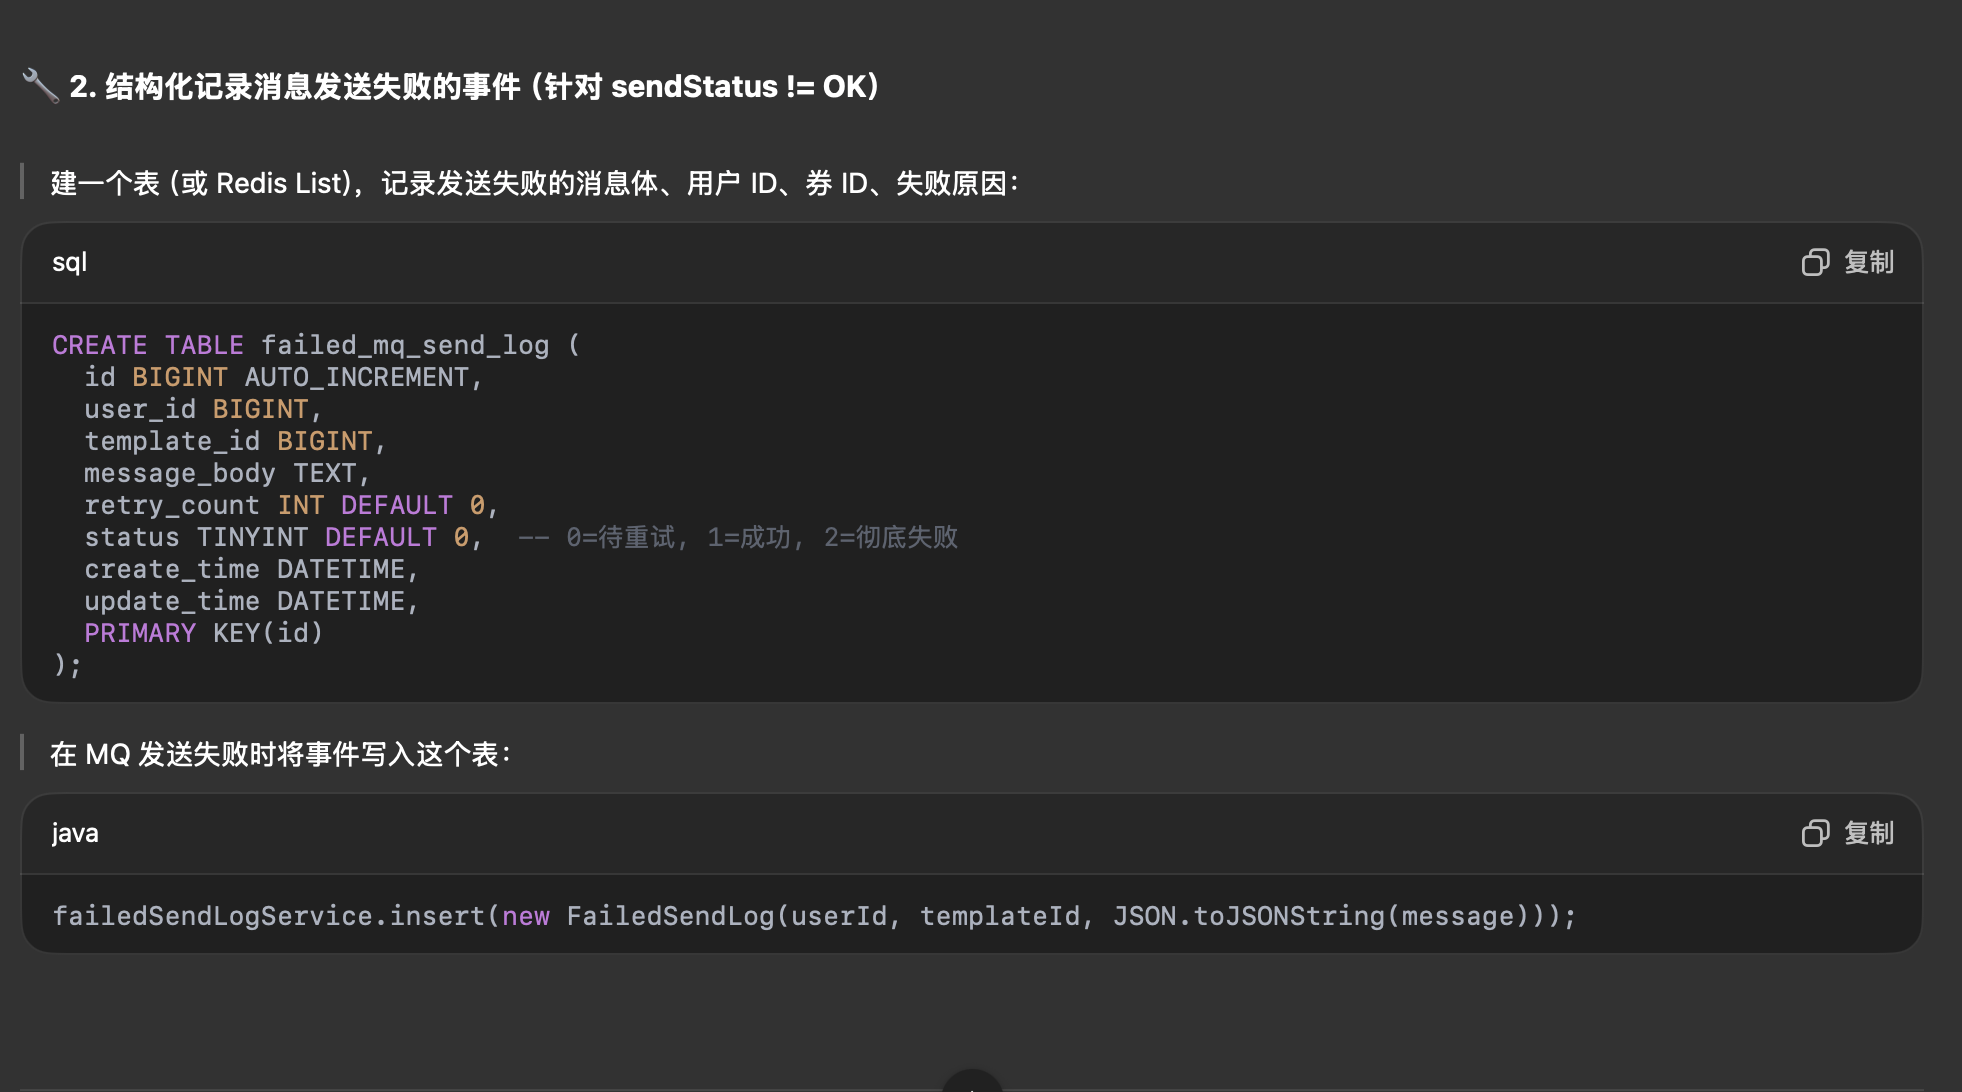 🔧 2. 结构化记录消息发送失败的事件（针对 sendStatus != OK）
建一个表（或 Redis List），记录发送失败的消息体、用户 ID、券 ID、失败原因：
sql
复制
CREATE TABLE failed_mq_send_log (
  id BIGINT AUTO_INCREMENT,
  user_id BIGINT,
  template_id BIGINT,
  message_body TEXT,
  retry_count INT DEFAULT 0,
  status TINYINT DEFAULT 0,  -- 0=待重试, 1=成功, 2=彻底失败
  create_time DATETIME,
  update_time DATETIME,
  PRIMARY KEY(id)
);
在 MQ 发送失败时将事件写入这个表：
java
复制
failedSendLogService.insert(new FailedSendLog(userId, templateId, JSON.toJSONString(message)));